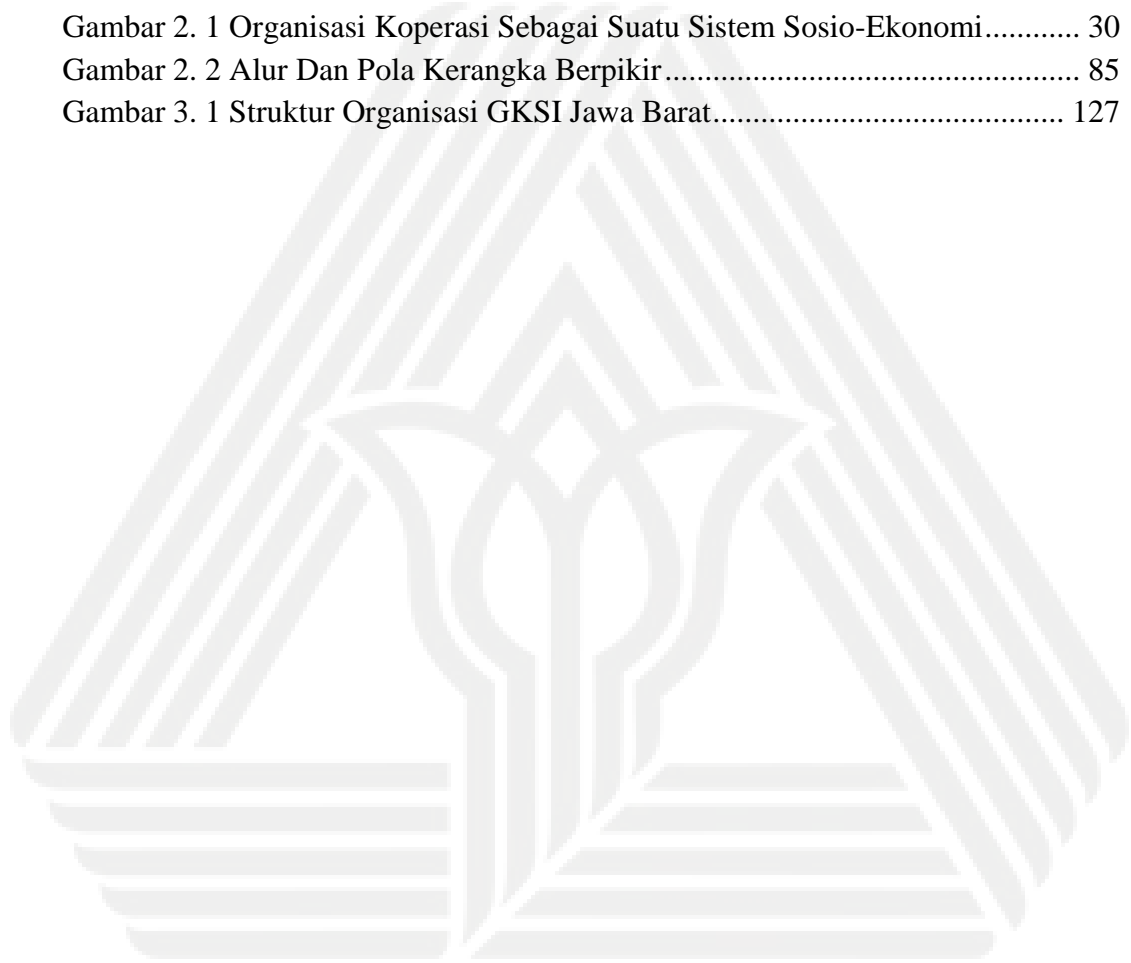 Gambar 2. 1 Organisasi Koperasi Sebagai Suatu Sistem Sosio-Ekonomi............ 30
Gambar 2. 2 Alur Dan Pola Kerangka Berpikir.................................................... 85
Gambar 3. 1 Struktur Organisasi GKSI Jawa Barat............................................ 127